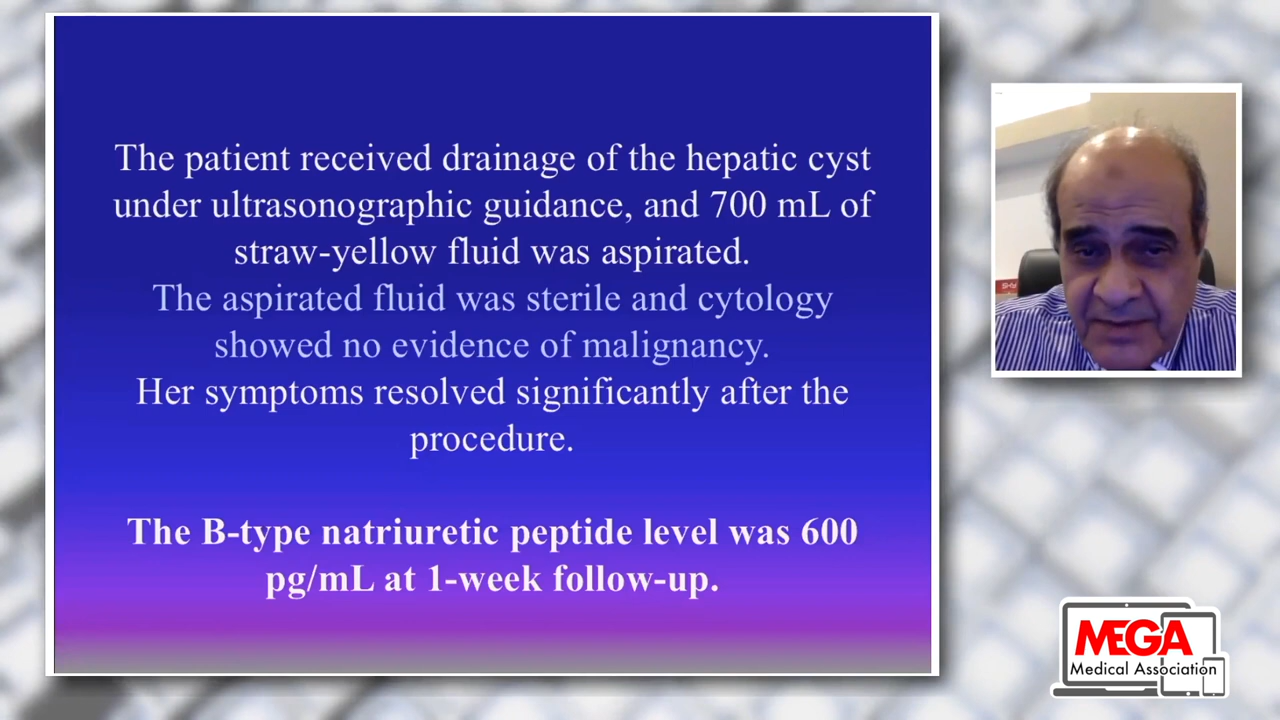 The patient received drainage of the hepatic cyst
under ultrasonographic guidance, and 700 mL of
straw-yellow fluid was aspirated.
The aspirated fluid was sterile and cytology
showed no evidence of malignancy.
Her symptoms resolved significantly after the
procedure.
The B-type natriuretic peptide level was 600
pg/mL at 1-week follow-up.
MEGA
Medical Association